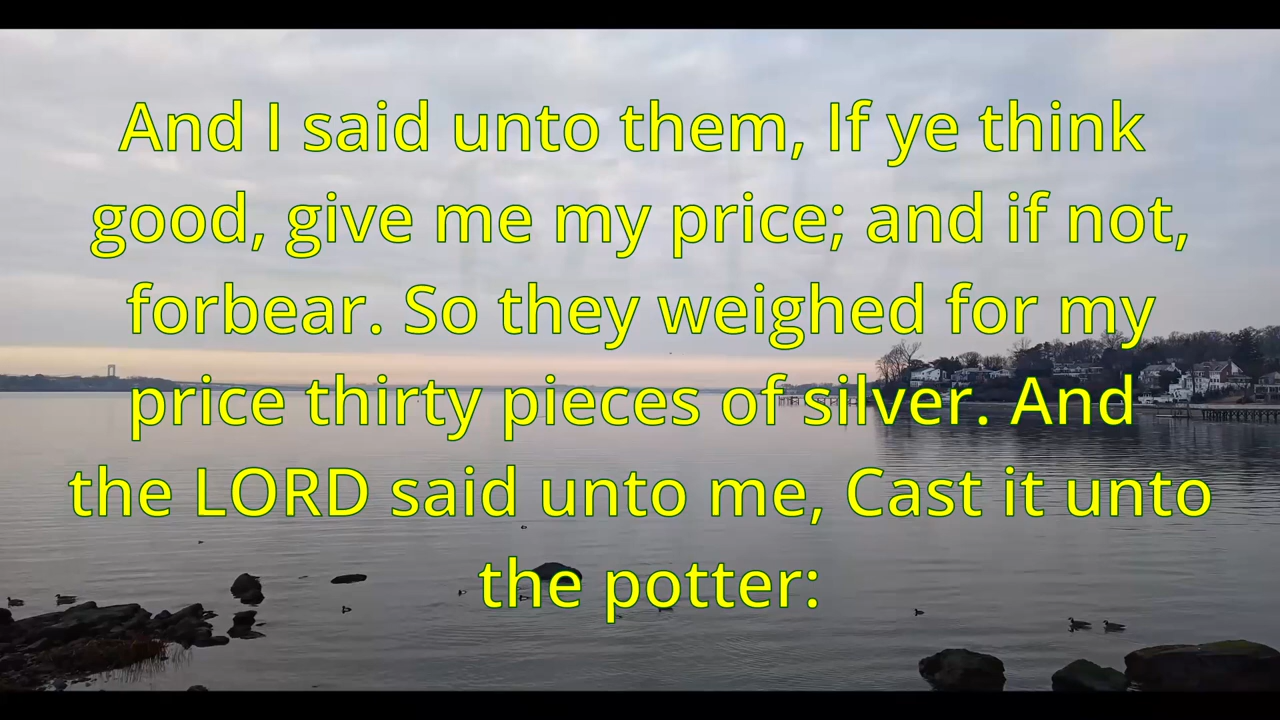 And I said unto them, If ye think
good, give me my price; and if not,
forbear. So they weighed for my
price thirty pieces of silver. And
the LORD said unto me, Cast it unto
the potter: